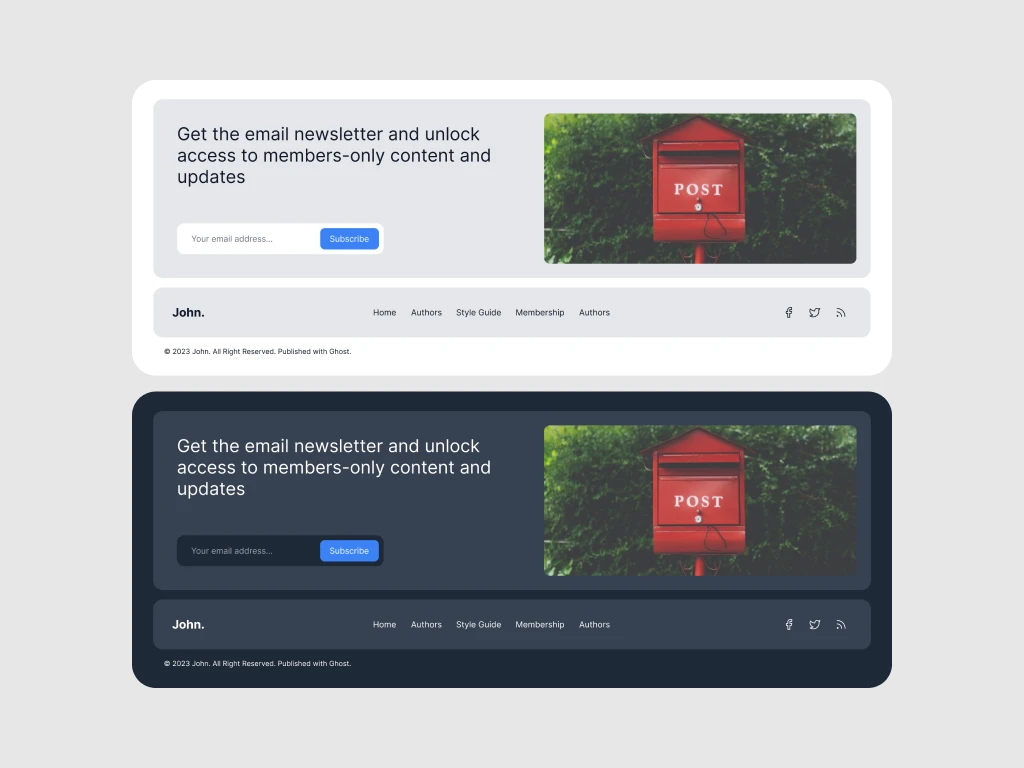 Get the email newsletter and unlock
access to members-only content and
updates
POST
Your email address...
Subscribe
John.
Home Authors Style Guide Membership Authors
© 2023 John. All Right Reserved. Published with Ghost.
Get the email newsletter and unlock
access to members-only content and
updates
POST
Your email address...
Subscribe
John.
Home Authors Style Guide Membership Authors
© 2023 John. All Right Reserved. Published with Ghost.